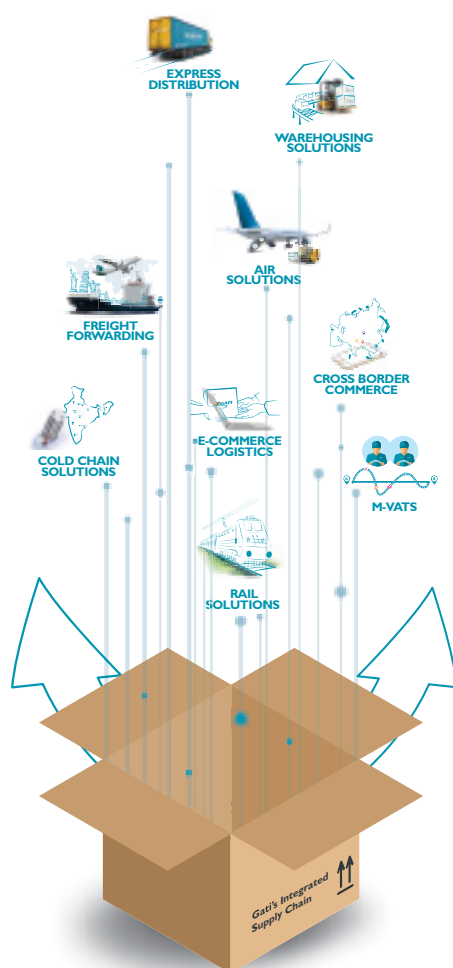 EXPRESS
DISTRIBUTION
WAREHOUSING
SOLUTIONS
AIR
SOLUTIONS
FREIGHT
FORWARDING
CROSS BORDER
COMMERCE
E-COMMERCE
LOGISTICS
COLD CHAIN
SOLUTIONS
M-VATS
RAIL
SOLUTIONS
Gati's Integrated
Supply Chain